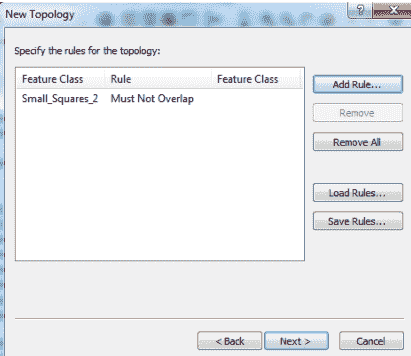 New Topology
Specify the rules for the topology:
Feature Class Rule Feature Class
Small_Squares_2 Must Not Overlap
Add Rule...
Remove
Remove All
Load Rules...
Save Rules...
< Back Next > Cancel